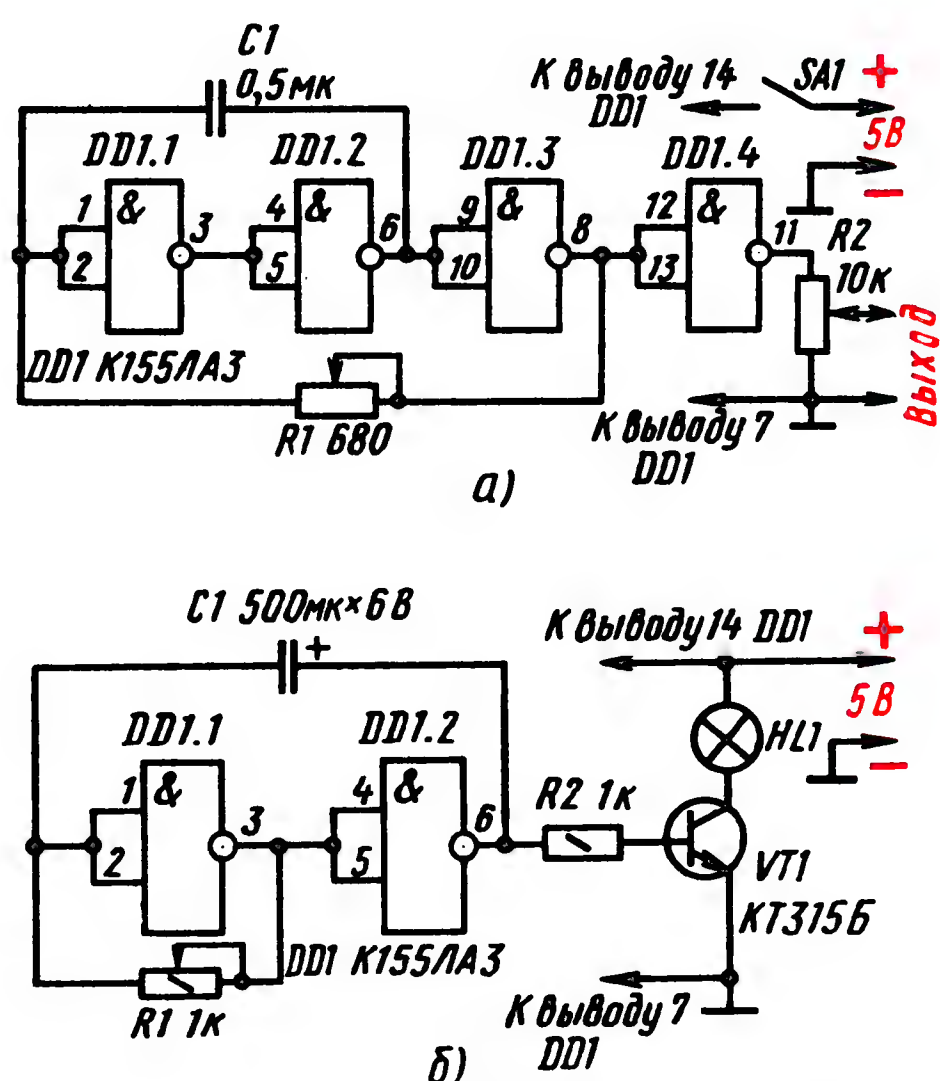 С1
0,5мк
К выводу 14
DD1
SA1
+
5В
−
DD1.1
DD1.2
DD1.3
DD1.4
1
2
&
3
4
5
&
6
9
10
&
8
12
13
&
11
R2
10к
Выход
DD1 К155ЛА3
R1 680
К выводу 7
DD1
а)
С1 500мк×6В
+
К выводу 14 DD1
+
5В
−
HL1
DD1.1
DD1.2
1
2
&
3
4
5
&
6
R2 1к
VT1
КТ315Б
DD1 К155ЛА3
R1 1к
К выводу 7
DD1
б)